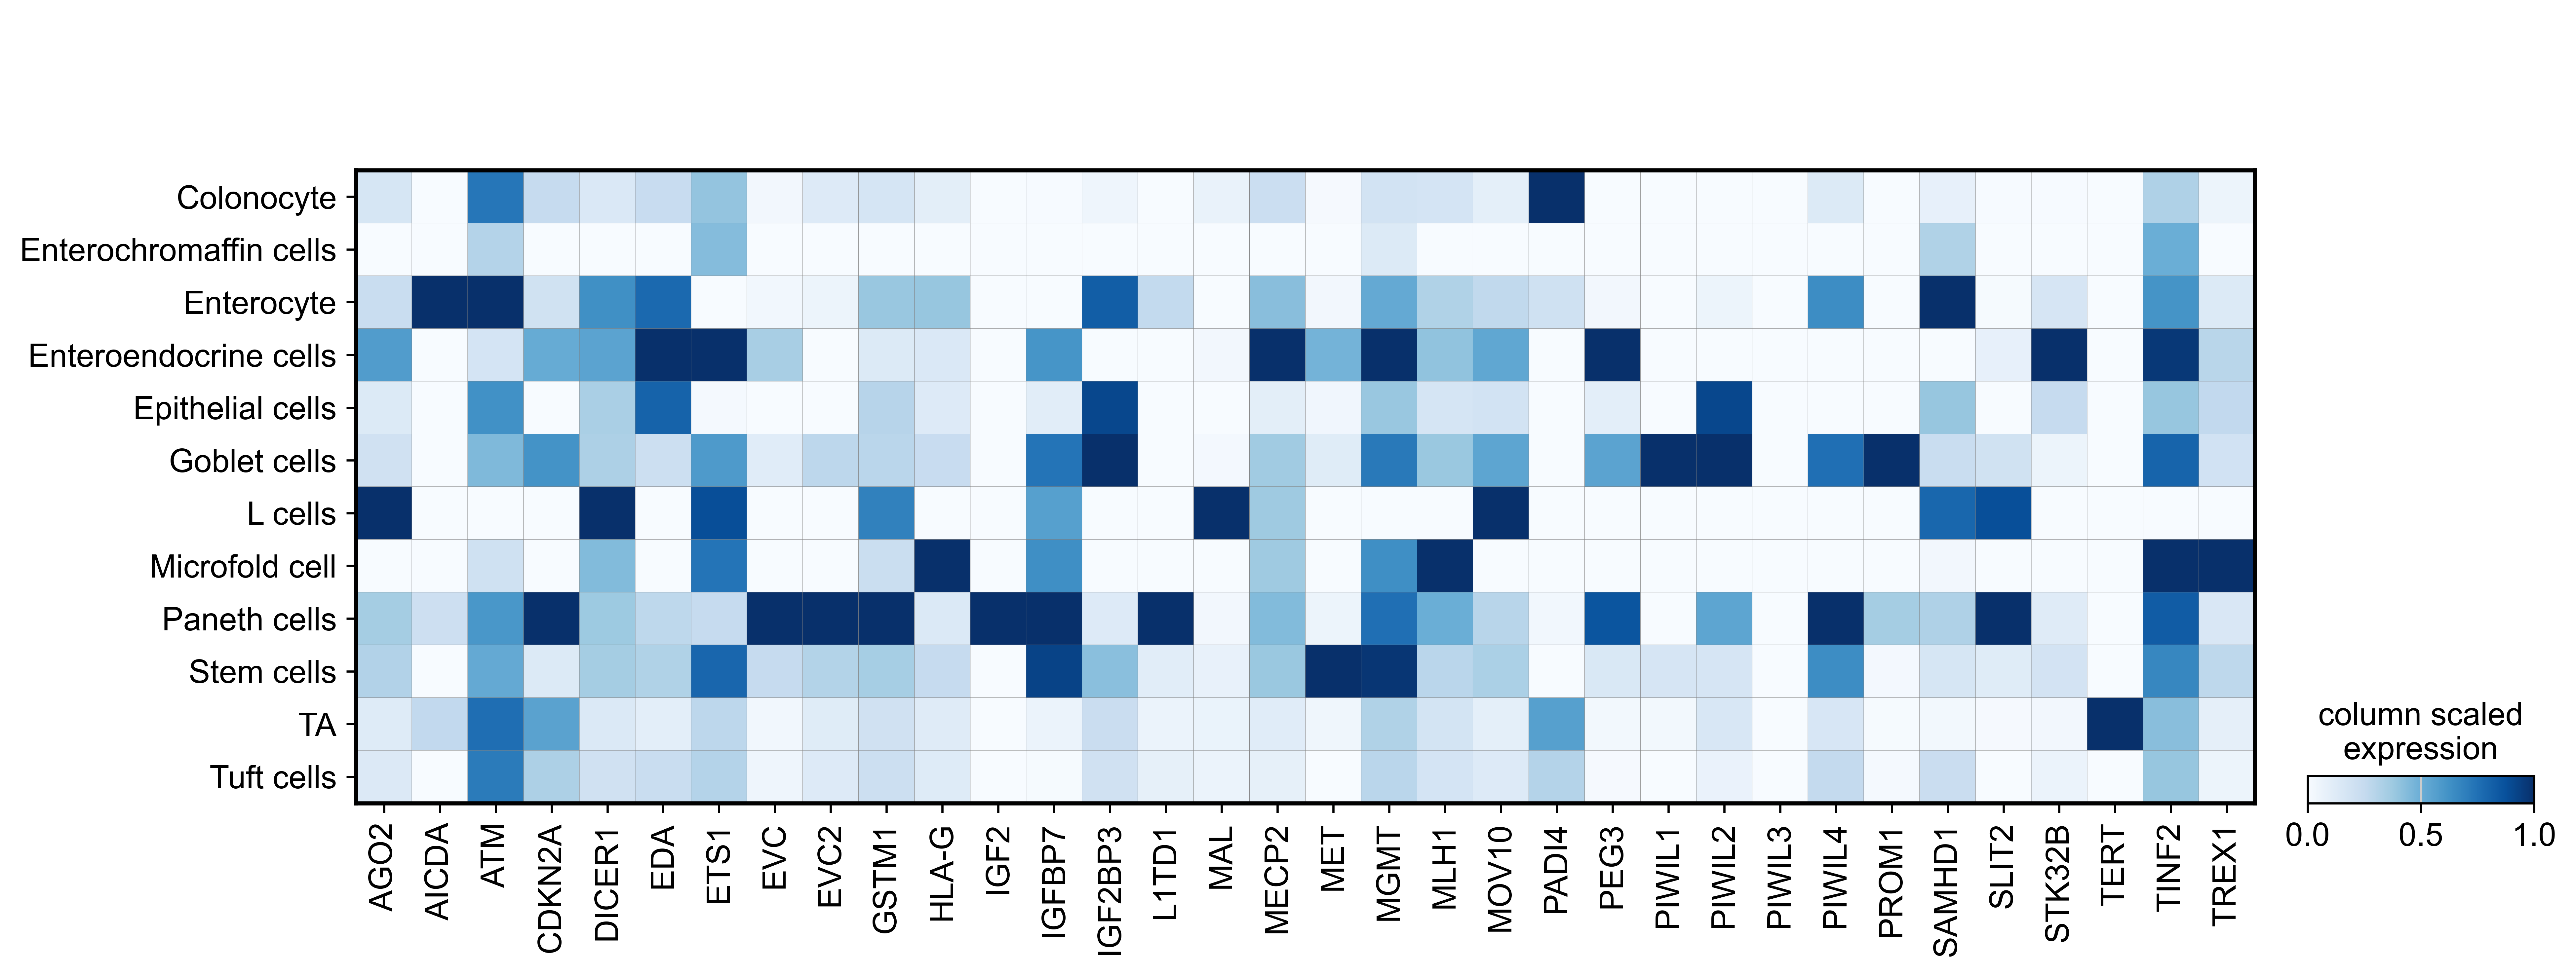 Colonocyte
Enterochromaffin cells
Enterocyte
Enteroendocrine cells
Epithelial cells
Goblet cells
L cells
Microfold cell
Paneth cells
Stem cells
TA
Tuft cells
AGO2
AICDA
ATM
CDKN2A
DICER1
EDA
ETS1
EVC
EVC2
GSTM1
HLA-G
IGF2
IGFBP7
IGF2BP3
L1TD1
MAL
MECP2
MET
MGMT
MLH1
MOV10
PADI4
PEG3
PIWIL1
PIWIL2
PIWIL3
PIWIL4
PROM1
SAMHD1
SLIT2
STK32B
TERT
TINF2
TREX1
column scaled
expression
0.0 0.5 1.0